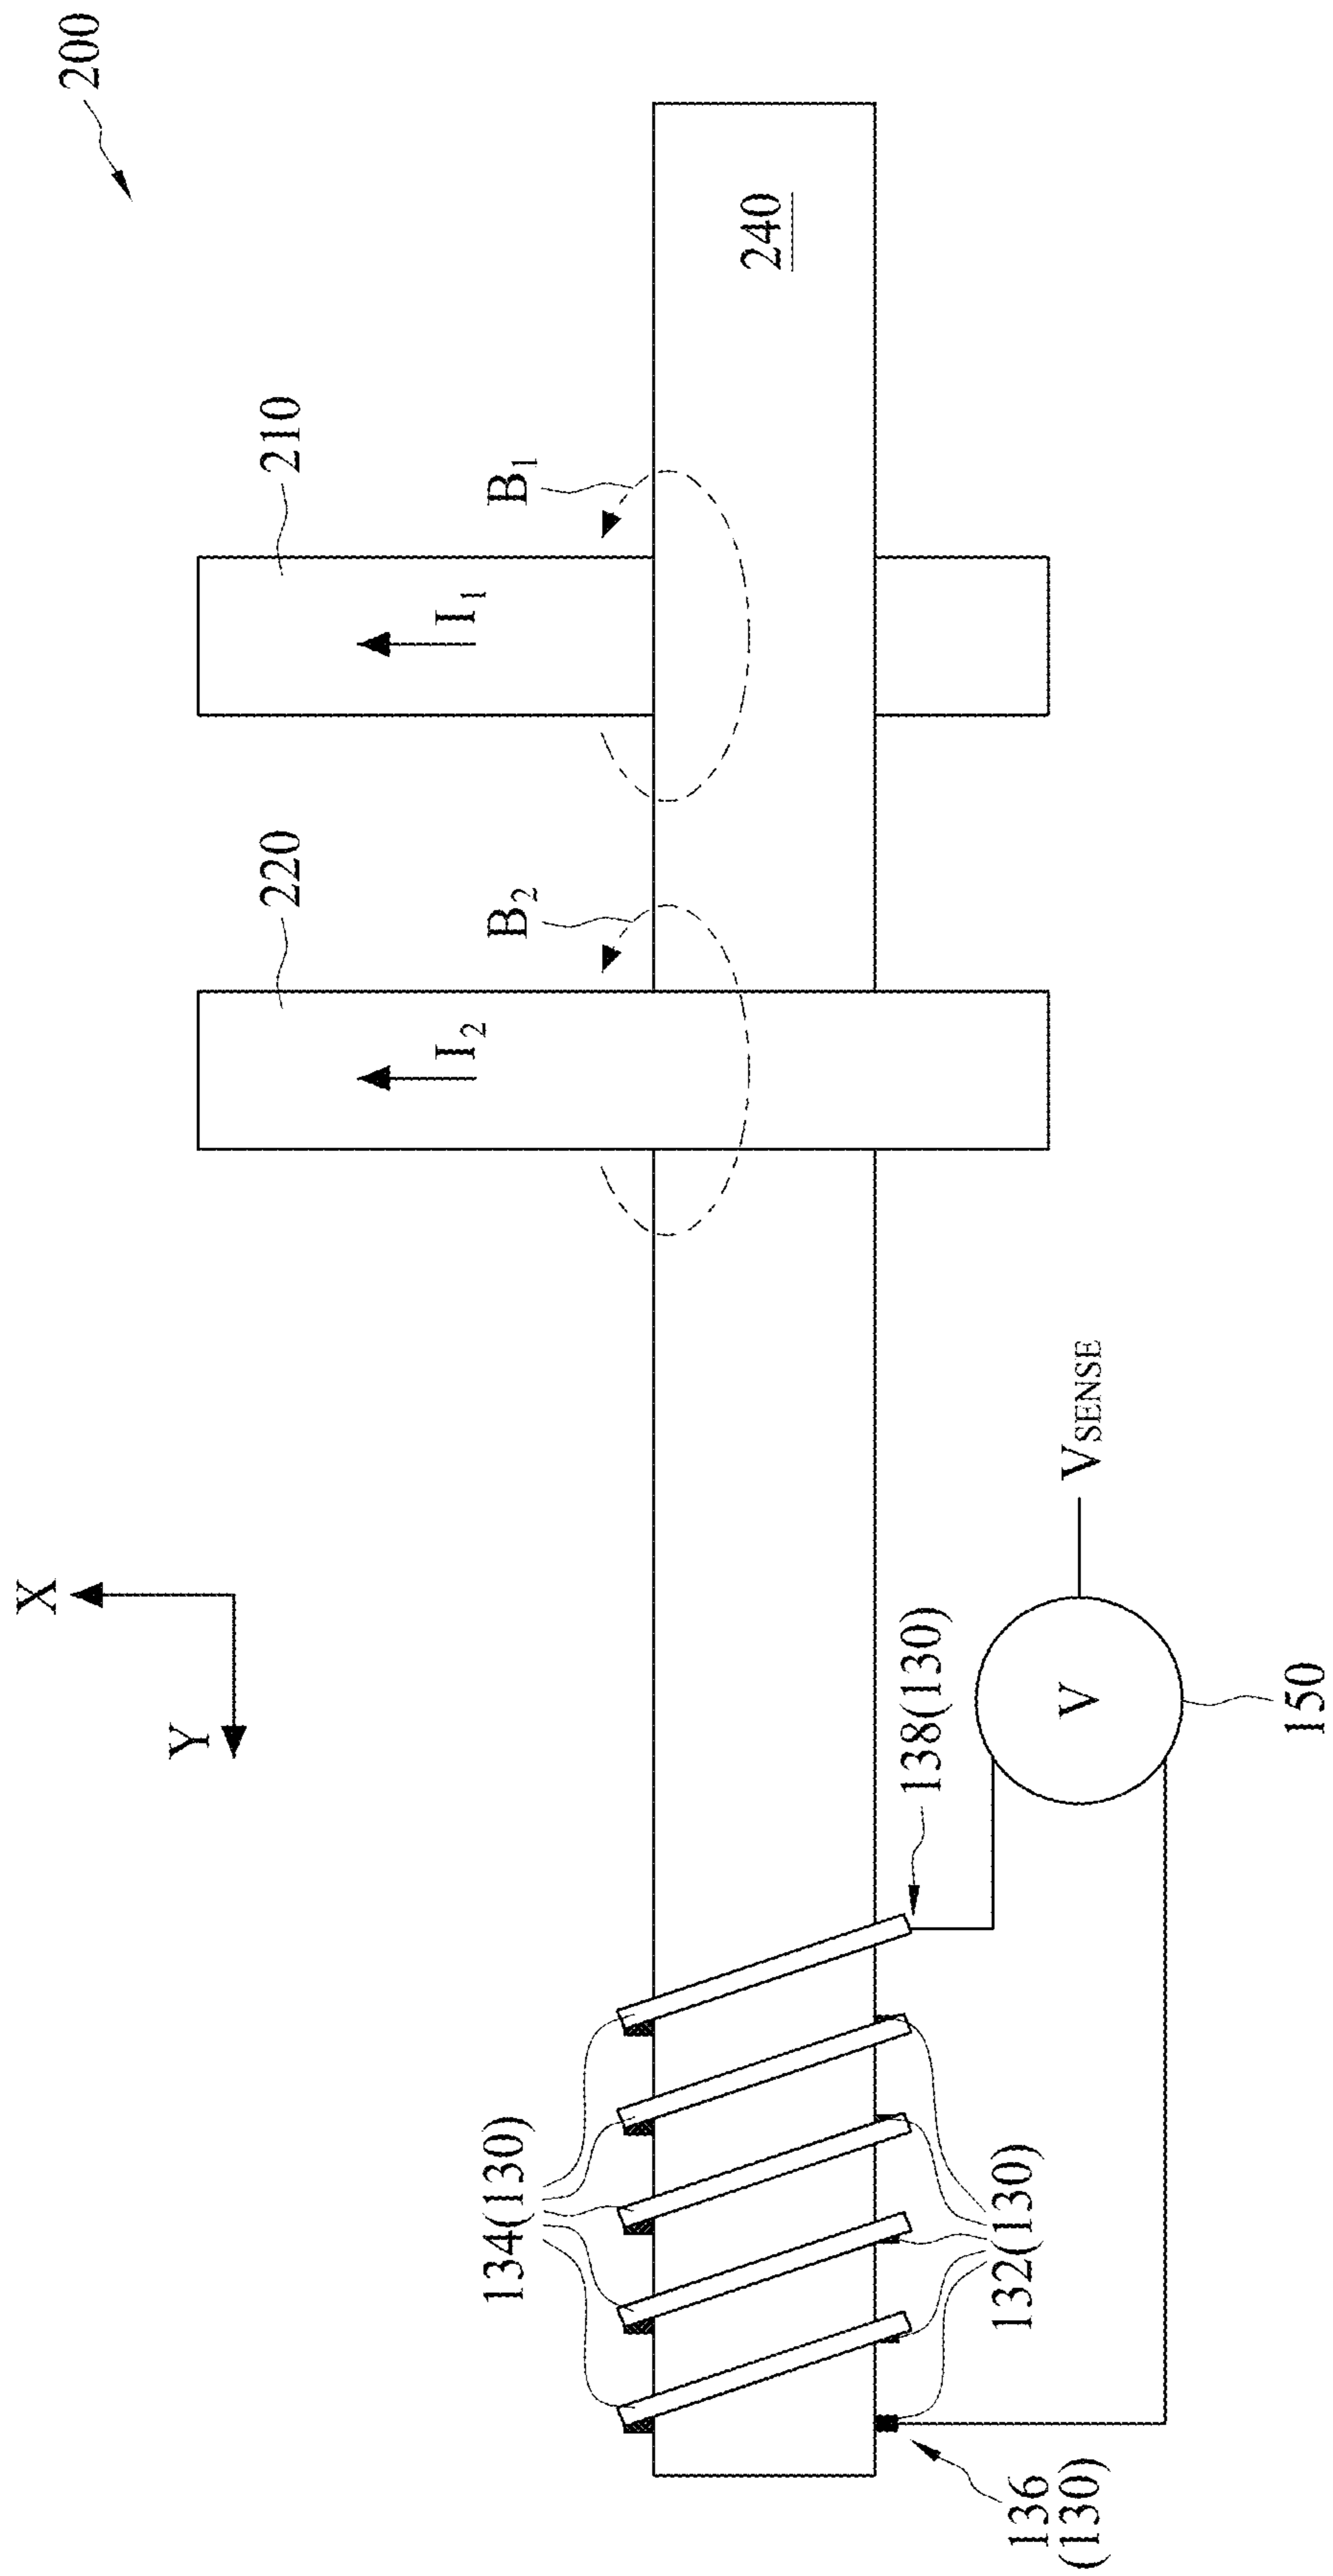 200
210
B₁
I₁
240
220
B₂
I₂
X
Y
VSENSE
138(130)
V
150
134(130)
132(130)
136
(130)